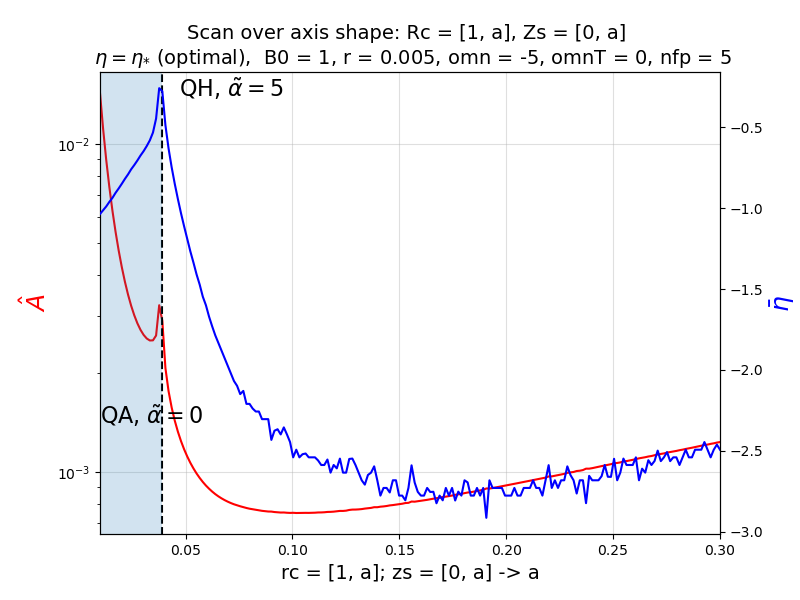 Scan over axis shape: Rc = [1, a], Zs = [0, a]
η = η* (optimal),  B0 = 1, r = 0.005, omn = -5, omnT = 0, nfp = 5
QH, α̃ = 5
QA, α̃ = 0
10⁻²
10⁻³
Â
−0.5
−1.0
−1.5
−2.0
−2.5
−3.0
η̄
0.05 0.10 0.15 0.20 0.25 0.30
rc = [1, a]; zs = [0, a] -> a